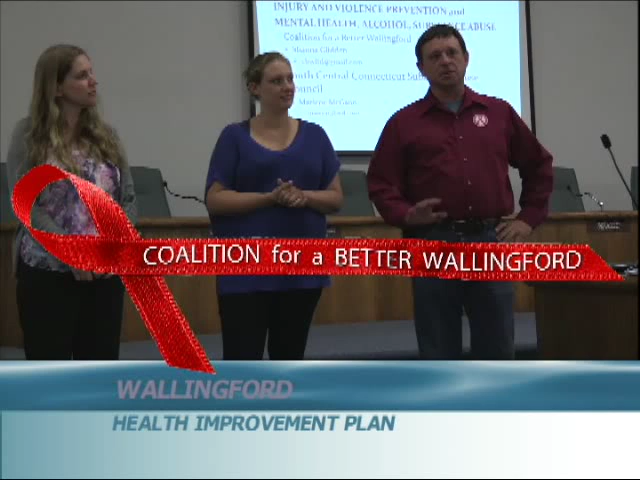 INJURY AND VIOLENCE PREVENTION and
MENTAL HEALTH, ALCOHOL, SUBSTANCE ABUSE
Coalition for a Better Wallingford
South Central Connecticut
Council
COALITION for a BETTER WALLINGFORD
WALLINGFORD
HEALTH IMPROVEMENT PLAN